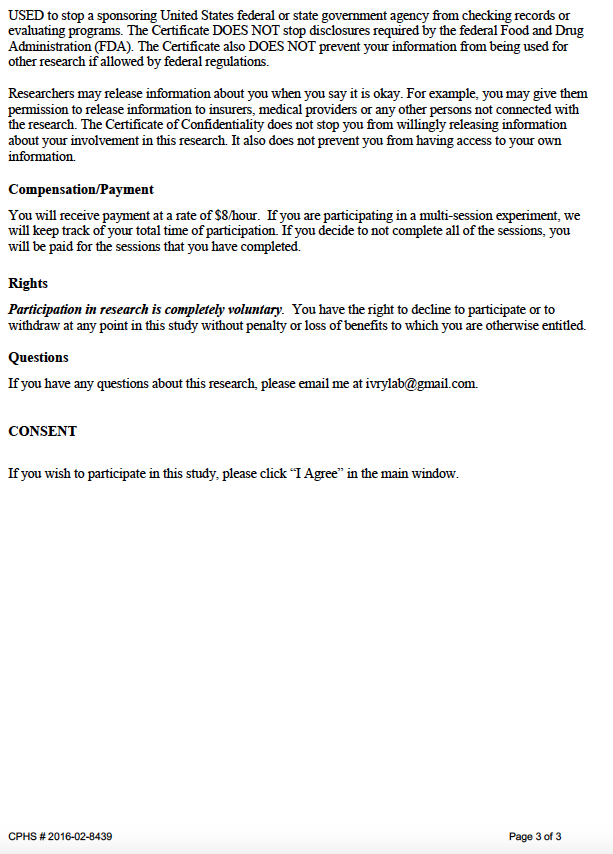 USED to stop a sponsoring United States federal or state government agency from checking records or
evaluating programs. The Certificate DOES NOT stop disclosures required by the federal Food and Drug
Administration (FDA). The Certificate also DOES NOT prevent your information from being used for
other research if allowed by federal regulations.
Researchers may release information about you when you say it is okay. For example, you may give them
permission to release information to insurers, medical providers or any other persons not connected with
the research. The Certificate of Confidentiality does not stop you from willingly releasing information
about your involvement in this research. It also does not prevent you from having access to your own
information.
Compensation/Payment
You will receive payment at a rate of $8/hour. If you are participating in a multi-session experiment, we
will keep track of your total time of participation. If you decide to not complete all of the sessions, you
will be paid for the sessions that you have completed.
Rights
Participation in research is completely voluntary. You have the right to decline to participate or to
withdraw at any point in this study without penalty or loss of benefits to which you are otherwise entitled.
Questions
If you have any questions about this research, please email me at ivrylab@gmail.com.
CONSENT
If you wish to participate in this study, please click “I Agree” in the main window.
CPHS # 2016-02-8439 Page 3 of 3